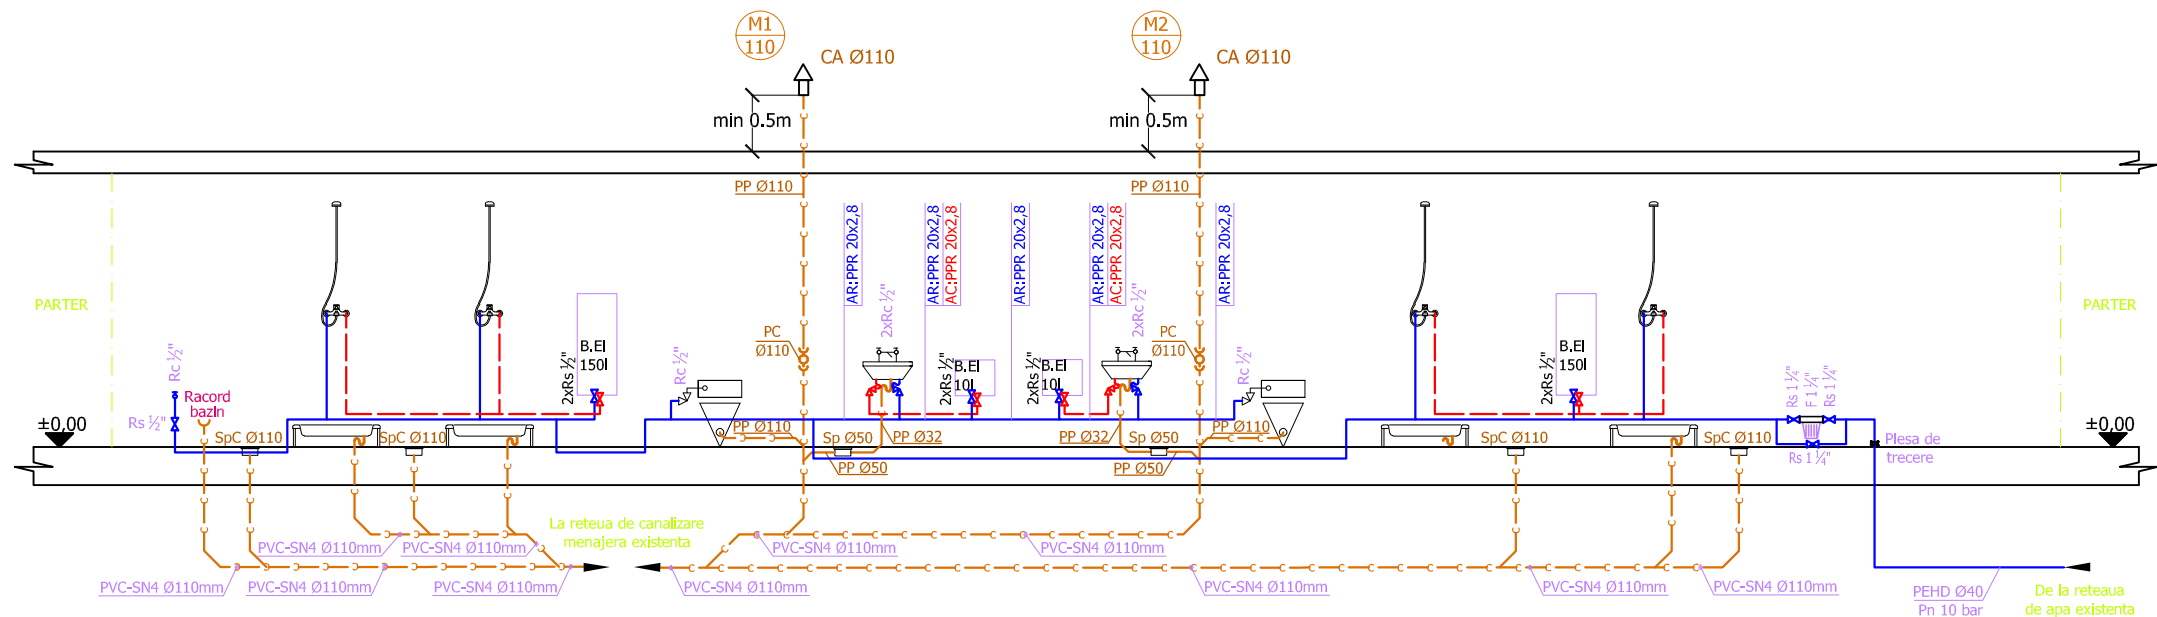 M1
110
CA Ø110
M2
110
CA Ø110
min 0.5m
min 0.5m
PP Ø110
PP Ø110
AR:PPR 20x2,8
AR:PPR 20x2,8
AC:PPR 20x2,8
AR:PPR 20x2,8
AR:PPR 20x2,8
AC:PPR 20x2,8
AR:PPR 20x2,8
PARTER
PARTER
2xRc ½"
2xRc ½"
PC
Ø110
PC
Ø110
B.El
150l
2xRs ½"
B.El
10l
2xRs ½"
B.El
10l
2xRs ½"
B.El
150l
2xRs ½"
Rc ½"
Rc ½"
Rc ½"
Racord
bazin
Rs ½"
Rs 1 ¼"
F 1 ¼"
Rs 1 ¼"
±0,00
±0,00
SpC Ø110
SpC Ø110
PP Ø110
Sp Ø50
PP Ø32
PP Ø32
Sp Ø50
PP Ø110
SpC Ø110
SpC Ø110
Rs 1 ¼"
Piesa de
trecere
PP Ø50
PP Ø50
La reteua de canalizare
menajera existenta
PVC-SN4 Ø110mm
PVC-SN4 Ø110mm
PVC-SN4 Ø110mm
PVC-SN4 Ø110mm
PVC-SN4 Ø110mm
PVC-SN4 Ø110mm
PVC-SN4 Ø110mm
PVC-SN4 Ø110mm
PVC-SN4 Ø110mm
PVC-SN4 Ø110mm
PVC-SN4 Ø110mm
PEHD Ø40
Pn 10 bar
De la reteaua
de apa existenta